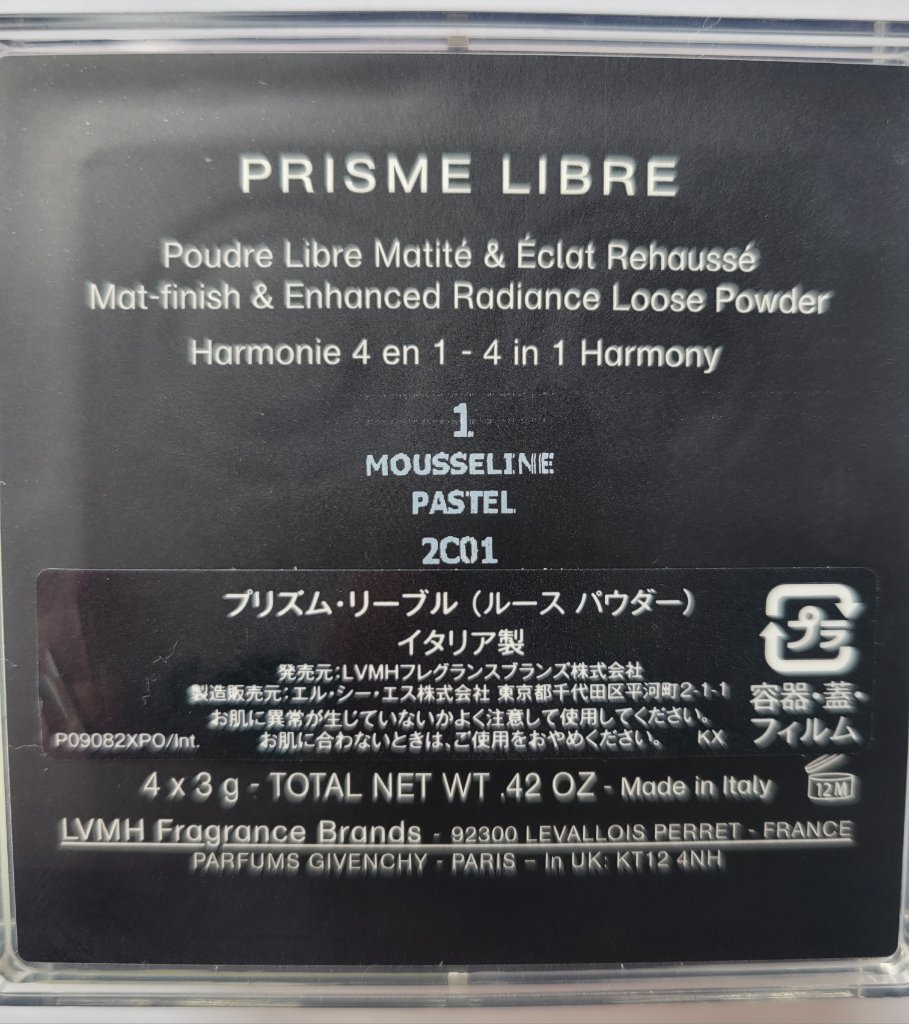 PRISME LIBRE
Poudre Libre Matité & Éclat Rehaussé
Mat-finish & Enhanced Radiance Loose Powder
Harmonie 4 en 1 - 4 in 1 Harmony
1
MOUSSELINE
PASTEL
2C01
プリズム・リーブル (ルース パウダー)
イタリア製
発売元:LVMHフレグランスブランズ株式会社
製造販売元:エル・シー・エス株式会社 東京都千代田区平河町2-1-1
お肌に異常が生じていないかよく注意して使用してください。
P09082XPO/Int. お肌に合わないときは、ご使用をおやめください。 KX
プラ
容器・蓋・
フィルム
4 x 3 g - TOTAL NET WT .42 OZ - Made in Italy 12M
LVMH Fragrance Brands - 92300 LEVALLOIS PERRET - FRANCE
PARFUMS GIVENCHY - PARIS – In UK: KT12 4NH